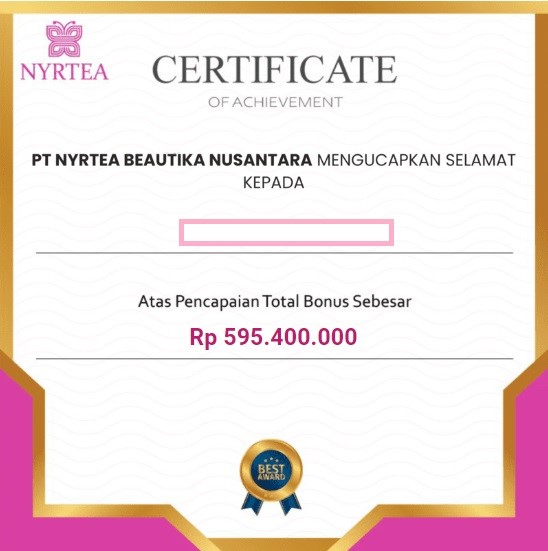 NYRTEA
CERTIFICATE
OF ACHIEVEMENT
PT NYRTEA BEAUTIKA NUSANTARA MENGUCAPKAN SELAMAT
KEPADA
Atas Pencapaian Total Bonus Sebesar
Rp 595.400.000
BEST
AWARD